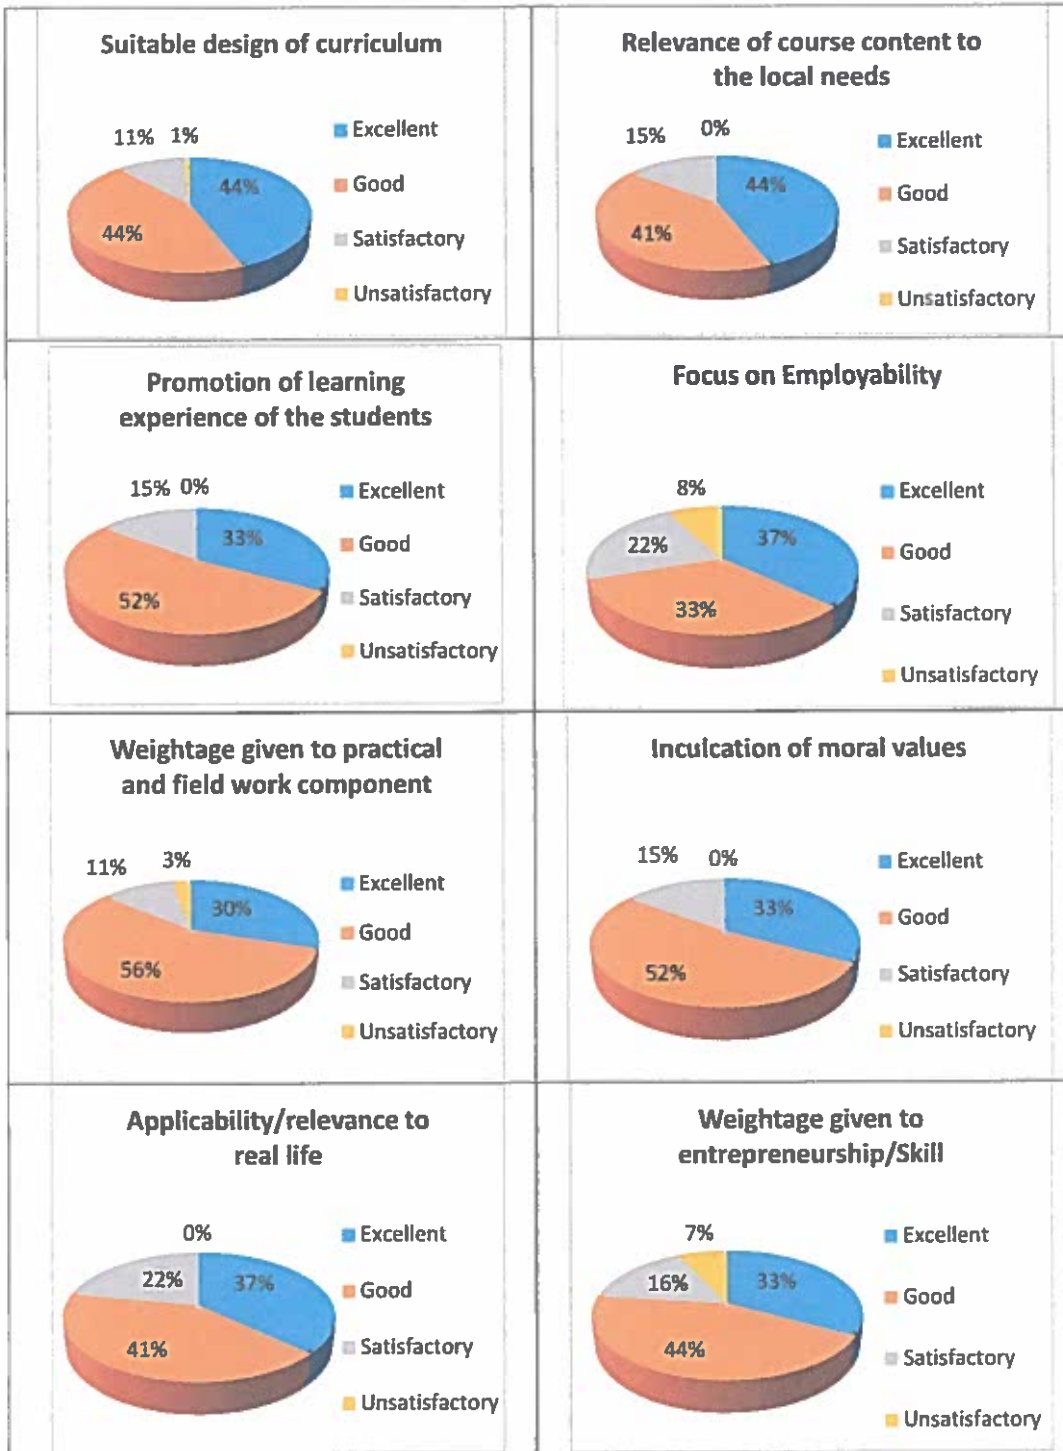 Suitable design of curriculum
11% 1%
44%
44%
Excellent
Good
Satisfactory
Unsatisfactory
Relevance of course content to
the local needs
15% 0%
44%
41%
Excellent
Good
Satisfactory
Unsatisfactory
Promotion of learning
experience of the students
15% 0%
33%
52%
Excellent
Good
Satisfactory
Unsatisfactory
Focus on Employability
8%
22% 37%
33%
Excellent
Good
Satisfactory
Unsatisfactory
Weightage given to practical
and field work component
11% 3%
30%
56%
Excellent
Good
Satisfactory
Unsatisfactory
Inculcation of moral values
15% 0%
33%
52%
Excellent
Good
Satisfactory
Unsatisfactory
Applicability/relevance to
real life
0%
22% 37%
41%
Excellent
Good
Satisfactory
Unsatisfactory
Weightage given to
entrepreneurship/Skill
7%
16% 33%
44%
Excellent
Good
Satisfactory
Unsatisfactory